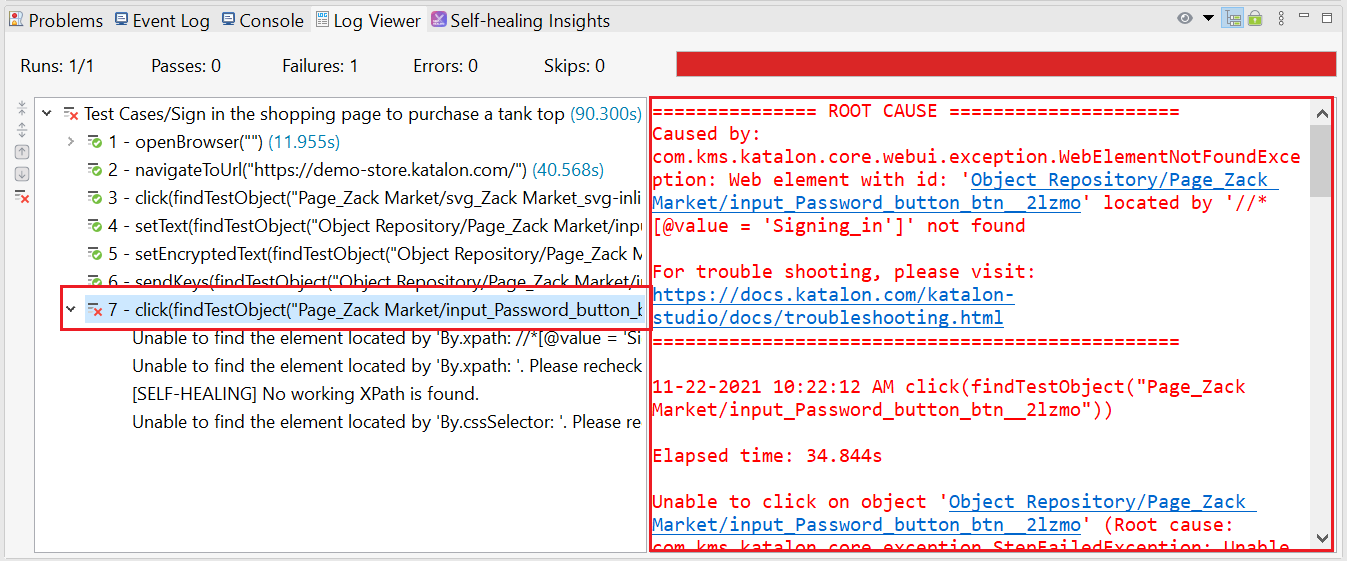 Problems Event Log Console Log Viewer Self-healing Insights
Runs: 1/1 Passes: 0 Failures: 1 Errors: 0 Skips: 0
Test Cases/Sign in the shopping page to purchase a tank top (90.300s)
1 - openBrowser("") (11.955s)
2 - navigateToUrl("https://demo-store.katalon.com/") (40.568s)
3 - click(findTestObject("Page_Zack Market/svg_Zack Market_svg-inli
4 - setText(findTestObject("Object Repository/Page_Zack Market/inpu
5 - setEncryptedText(findTestObject("Object Repository/Page_Zack M
6 - sendKeys(findTestObject("Object Repository/Page_Zack Market/ir
7 - click(findTestObject("Page_Zack Market/input_Password_button_b
Unable to find the element located by 'By.xpath: //*[@value = 'Si
Unable to find the element located by 'By.xpath: '. Please recheck
[SELF-HEALING] No working XPath is found.
Unable to find the element located by 'By.cssSelector: '. Please re
=============== ROOT CAUSE =====================
Caused by:
com.kms.katalon.core.webui.exception.WebElementNotFoundExce
ption: Web element with id: 'Object Repository/Page_Zack
Market/input_Password_button_btn__2lzmo' located by '//*
[@value = 'Signing_in']' not found
For trouble shooting, please visit:
https://docs.katalon.com/katalon-
studio/docs/troubleshooting.html
================================================
11-22-2021 10:22:12 AM click(findTestObject("Page_Zack
Market/input_Password_button_btn__2lzmo"))
Elapsed time: 34.844s
Unable to click on object 'Object Repository/Page_Zack
Market/input_Password_button_btn__2lzmo' (Root cause:
com.kms.katalon.core.exception.StepFailedException: Unable